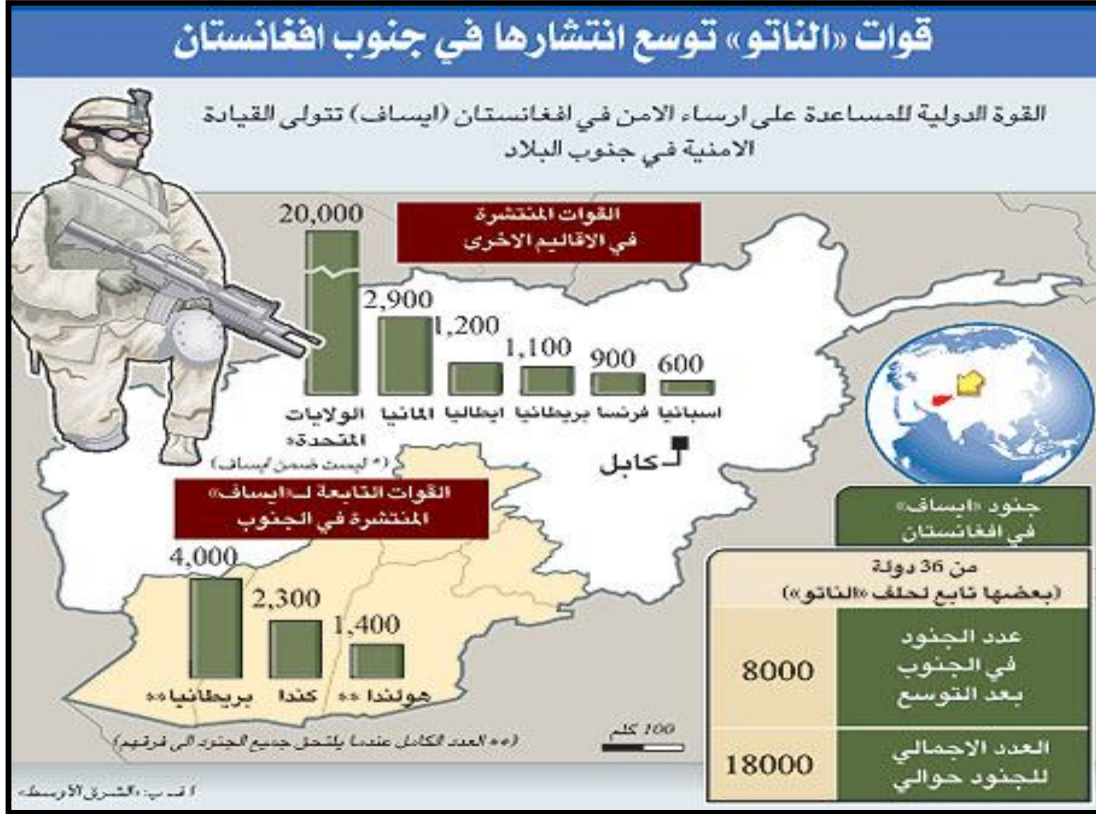 قوات «الناتو» توسع انتشارها في جنوب افغانستان
القوة الدولية للمساعدة على ارساء الامن في افغانستان (ايساف) تتولى القيادة
الامنية في جنوب البلاد
القوات المنتشرة
في الاقاليم الاخرى
20,000
2,900
1,200
1,100
900
600
الولايات
المتحدة*
المانيا
ايطاليا
بريطانيا
فرنسا
اسبانيا
(* ليست ضمن ايساف)
كابل
القوات التابعة لـ«ايساف»
المنتشرة في الجنوب
4,000
2,300
1,400
بريطانيا**
كندا
هولندا **
(** العدد الكامل عندما يلتحق جميع الجنود الى فرقهم)
100 كلم
جنود «ايساف»
في افغانستان
من 36 دولة
(بعضها تابع لحلف «الناتو»)
عدد الجنود
في الجنوب
بعد التوسع
8000
العدد الاجمالي
للجنود حوالي
18000
ا ف ب: «الشرق الاوسط»